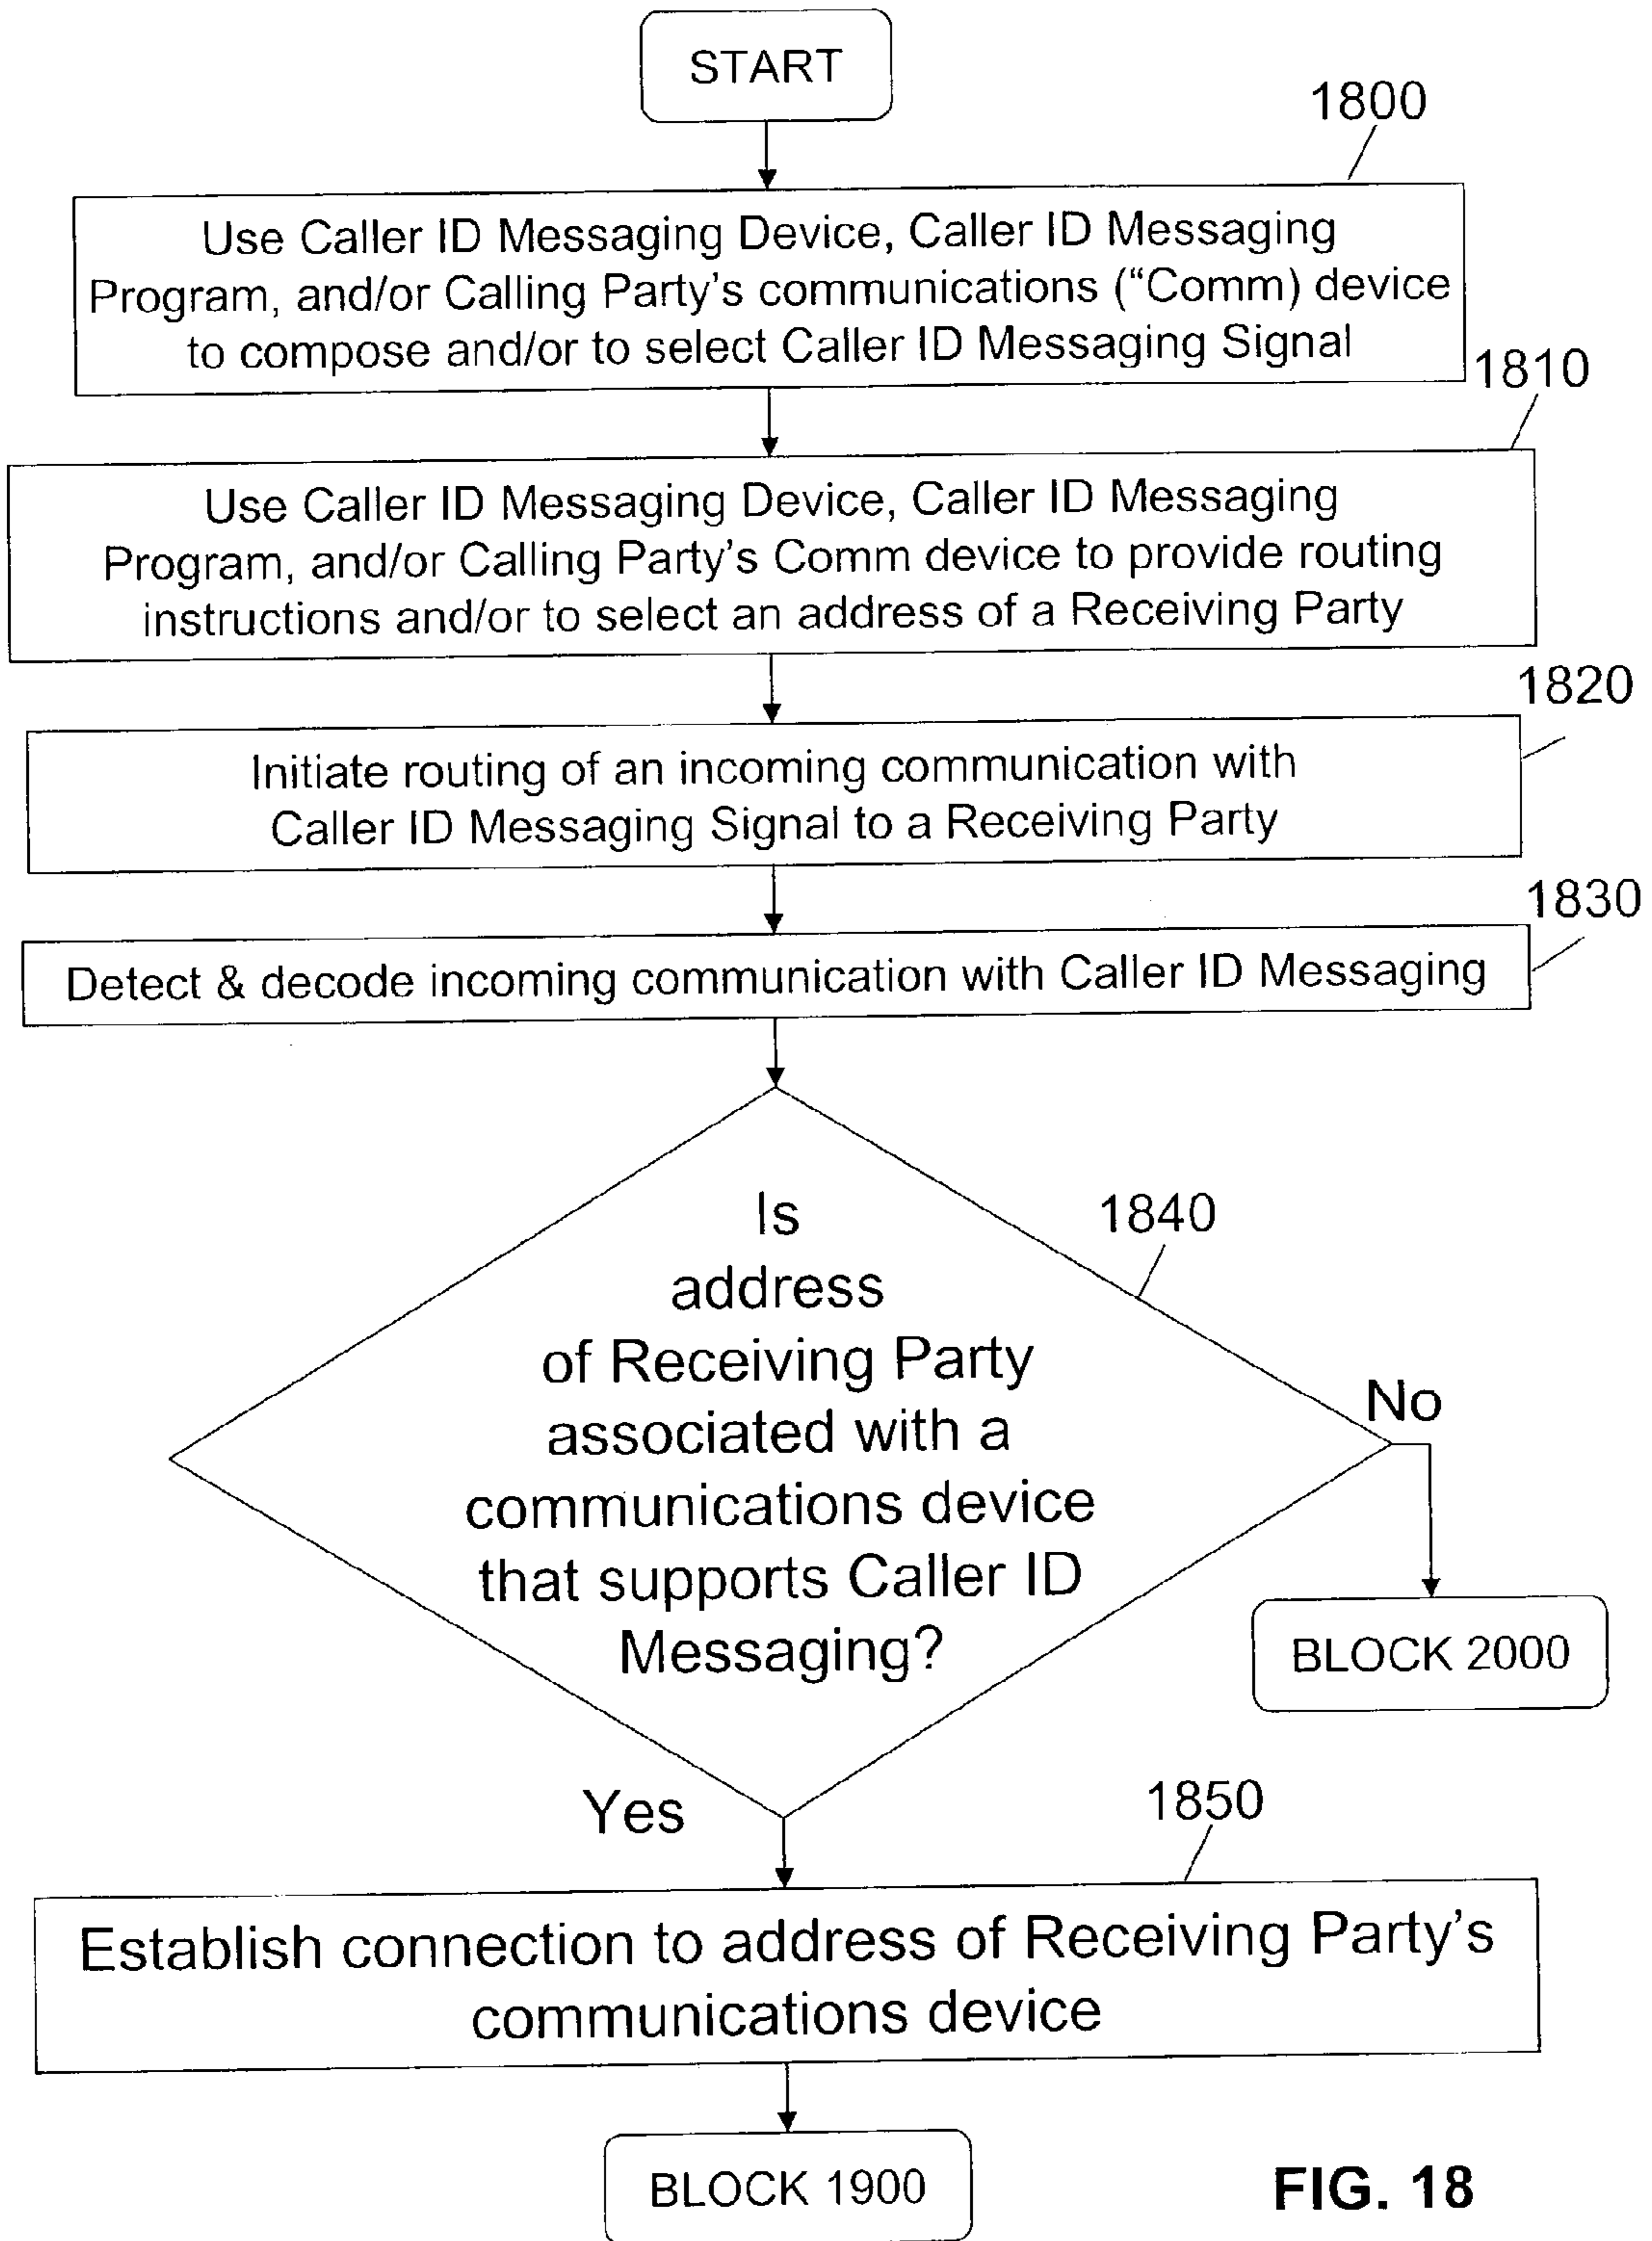 START
1800
Use Caller ID Messaging Device, Caller ID Messaging
Program, and/or Calling Party's communications (“Comm) device
to compose and/or to select Caller ID Messaging Signal
1810
Use Caller ID Messaging Device, Caller ID Messaging
Program, and/or Calling Party's Comm device to provide routing
instructions and/or to select an address of a Receiving Party
1820
Initiate routing of an incoming communication with
Caller ID Messaging Signal to a Receiving Party
1830
Detect & decode incoming communication with Caller ID Messaging
1840
Is
address
of Receiving Party
associated with a
communications device
that supports Caller ID
Messaging?
No
BLOCK 2000
Yes
1850
Establish connection to address of Receiving Party's
communications device
BLOCK 1900
FIG. 18